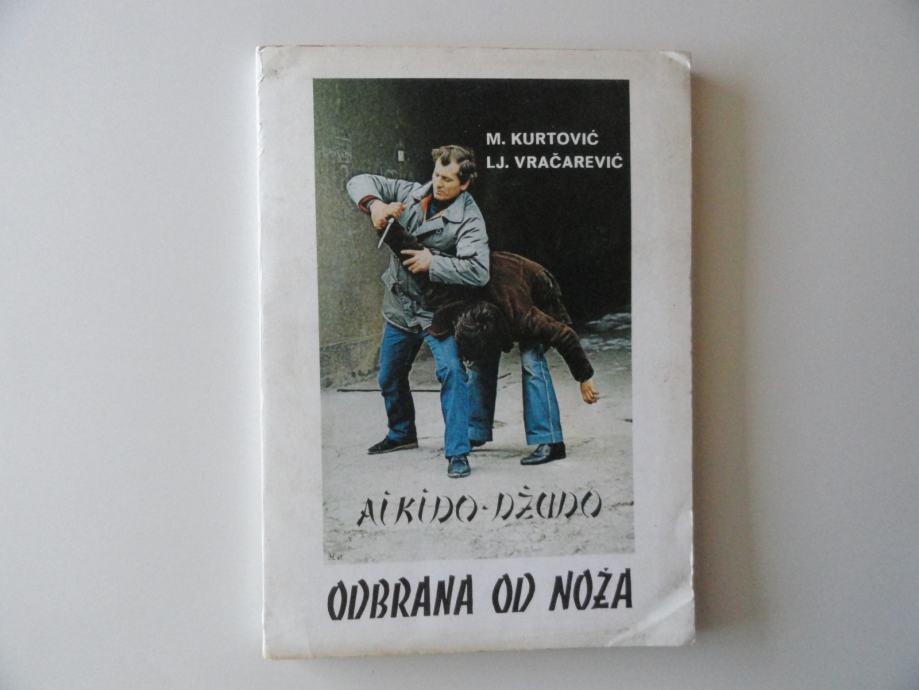 M. KURTOVIĆ
LJ. VRAČAREVIĆ
AIKIDO-DŽUDO
ODBRANA OD NOŽA